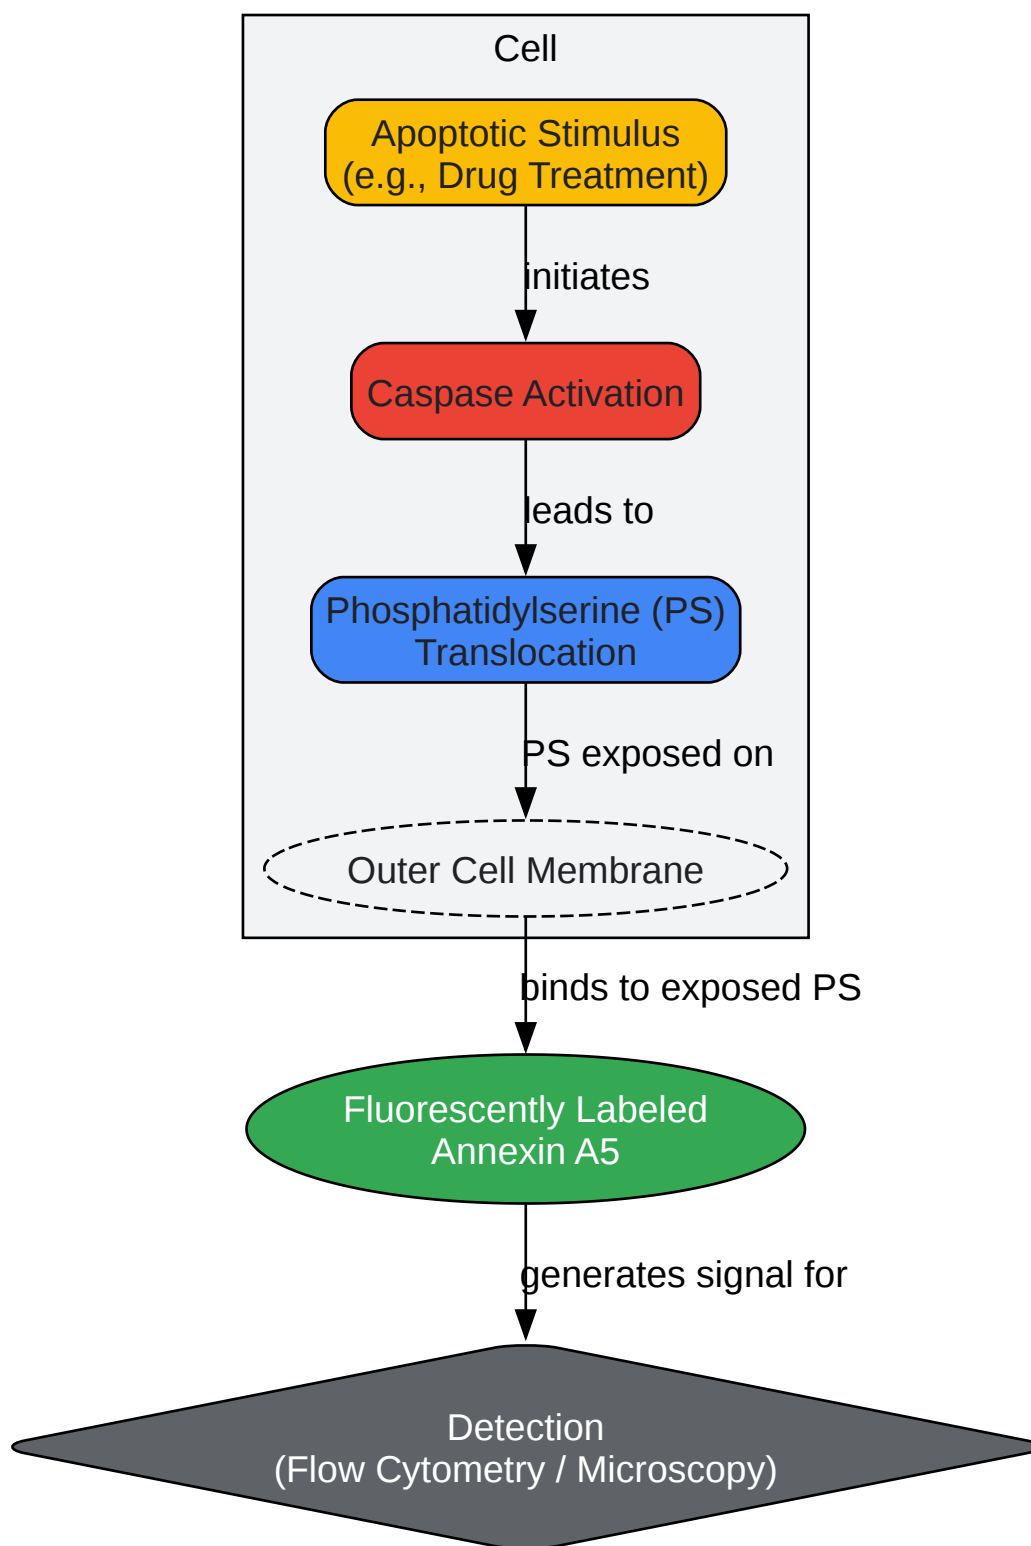 Cell
Apoptotic Stimulus
(e.g., Drug Treatment)
initiates
Caspase Activation
leads to
Phosphatidylserine (PS)
Translocation
PS exposed on
Outer Cell Membrane
binds to exposed PS
Fluorescently Labeled
Annexin A5
generates signal for
Detection
(Flow Cytometry / Microscopy)